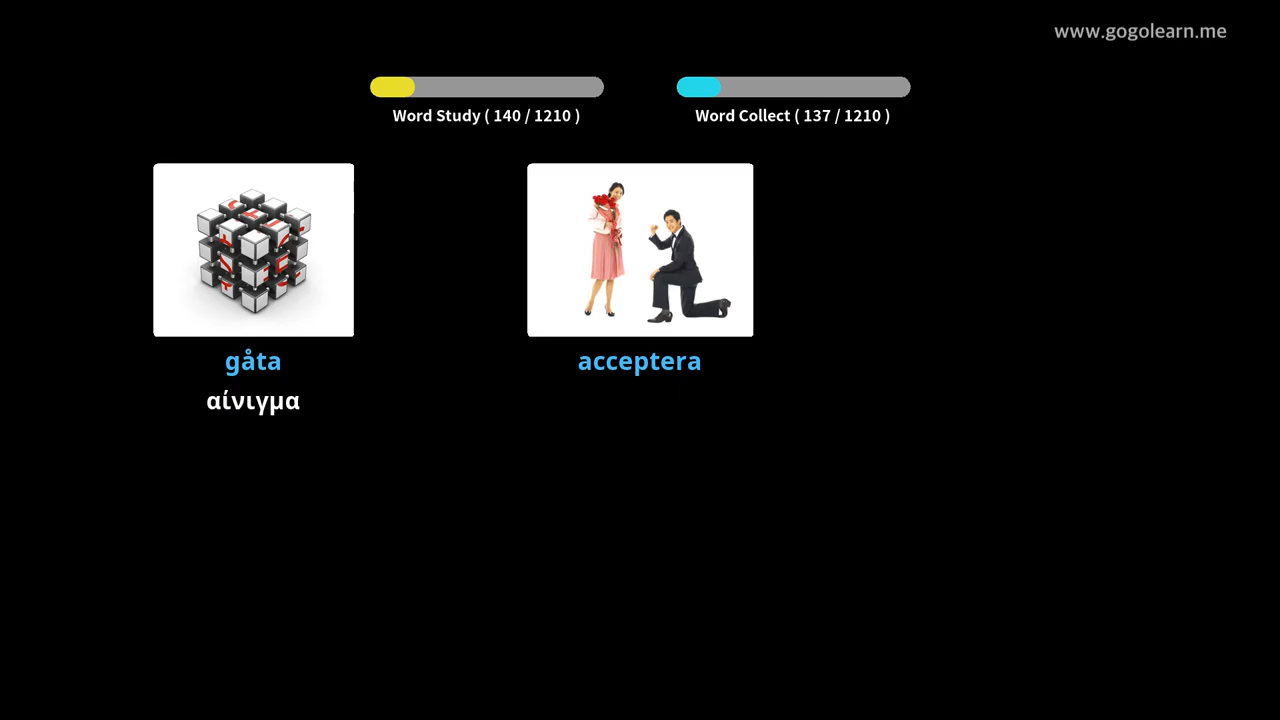 www.gogolearn.me
Word Study ( 140 / 1210 )
Word Collect ( 137 / 1210 )
gåta
αίνιγμα
acceptera